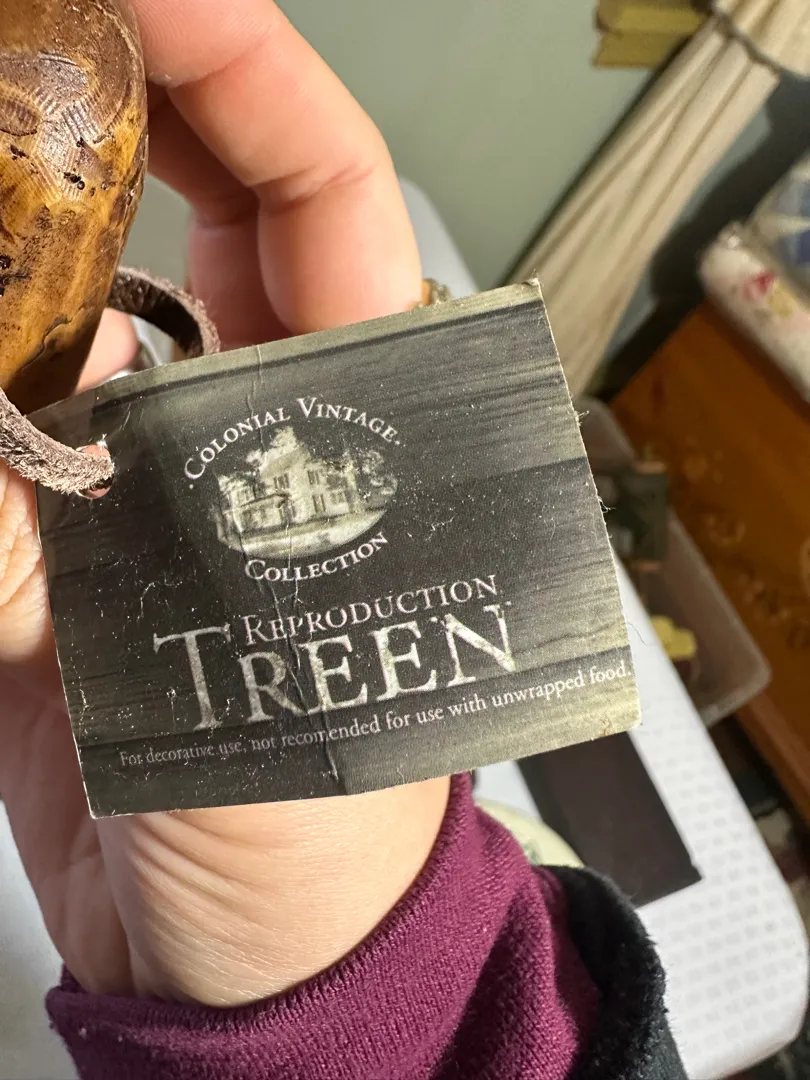 · COLONIAL VINTAGE ·
COLLECTION
REPRODUCTION
TREEN
For decorative use, not recomended for use with unwrapped food.